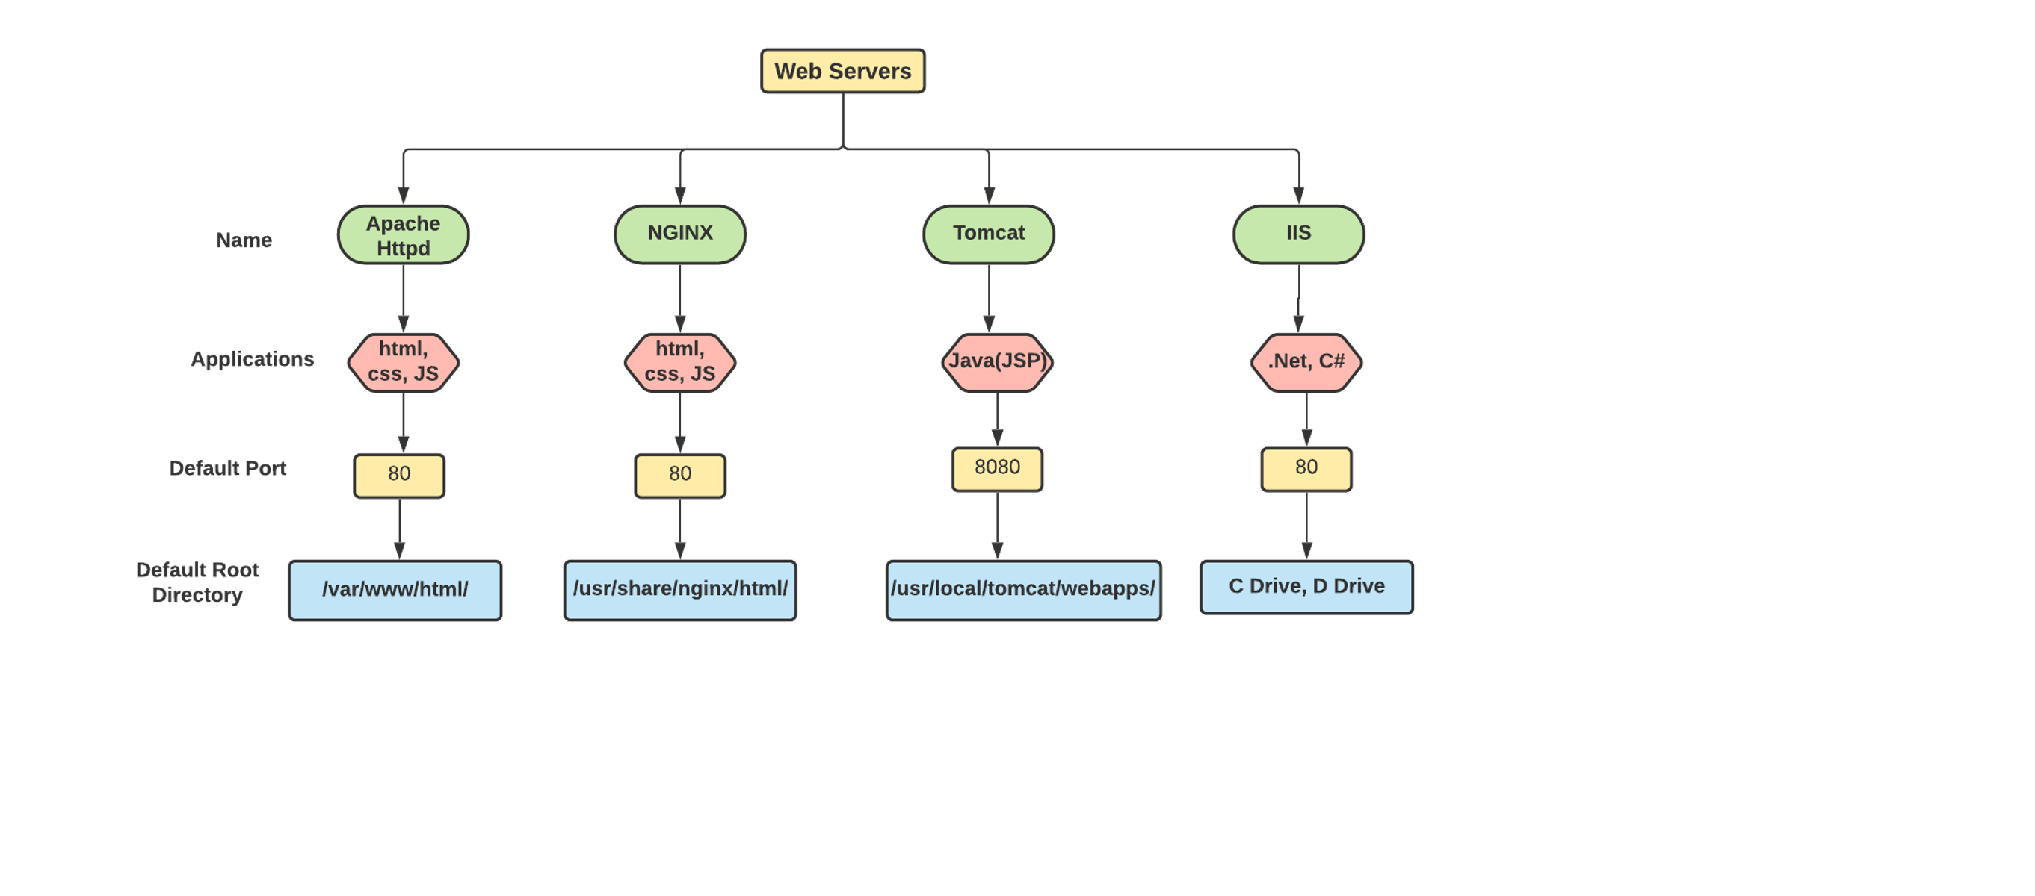 Web Servers
Name
Apache
Httpd
NGINX
Tomcat
IIS
Applications
html,
css, JS
html,
css, JS
Java(JSP)
.Net, C#
Default Port
80
80
8080
80
Default Root
Directory
/var/www/html/
/usr/share/nginx/html/
/usr/local/tomcat/webapps/
C Drive, D Drive